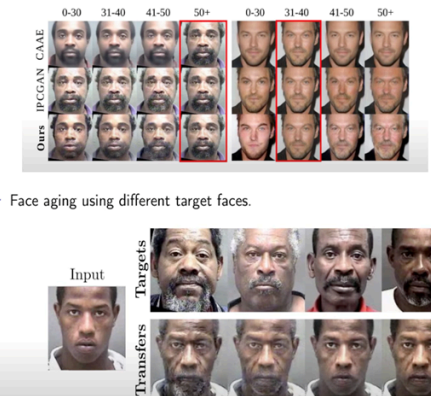 0-30 31-40 41-50 50+ 0-30 31-40 41-50 50+
CAAE
IPCGAN
Ours
Face aging using different target faces.
Input
Targets
Transfers